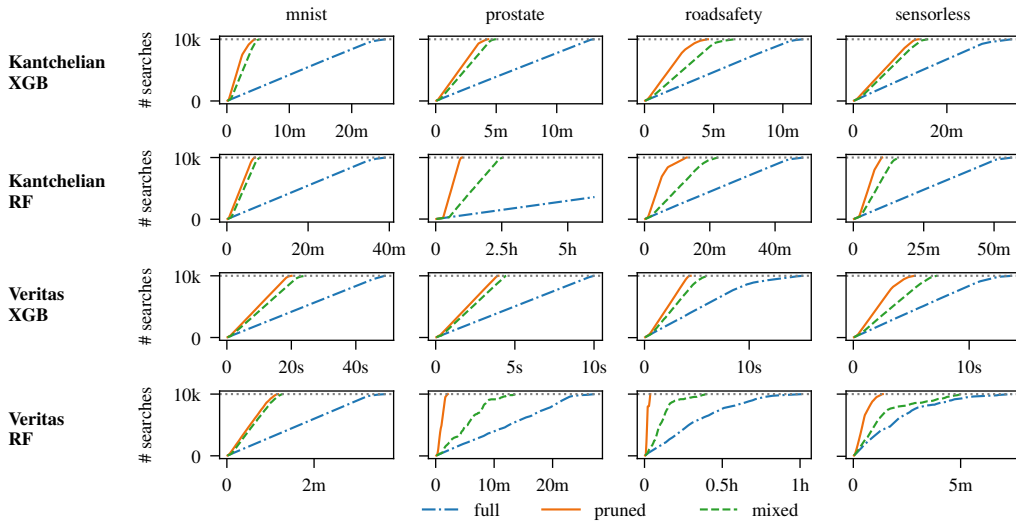 mnist prostate roadsafety sensorless
Kantchelian XGB
# searches
10k
0
0 10m 20m
0 5m 10m
0 5m 10m
0 20m
Kantchelian RF
# searches
10k
0
0 20m 40m
0 2.5h 5h
0 20m 40m
0 25m 50m
Veritas XGB
# searches
10k
0
0 20s 40s
0 5s 10s
0 10s
0 10s
Veritas RF
# searches
10k
0
0 2m
0 10m 20m
0 0.5h 1h
0 5m
full pruned mixed